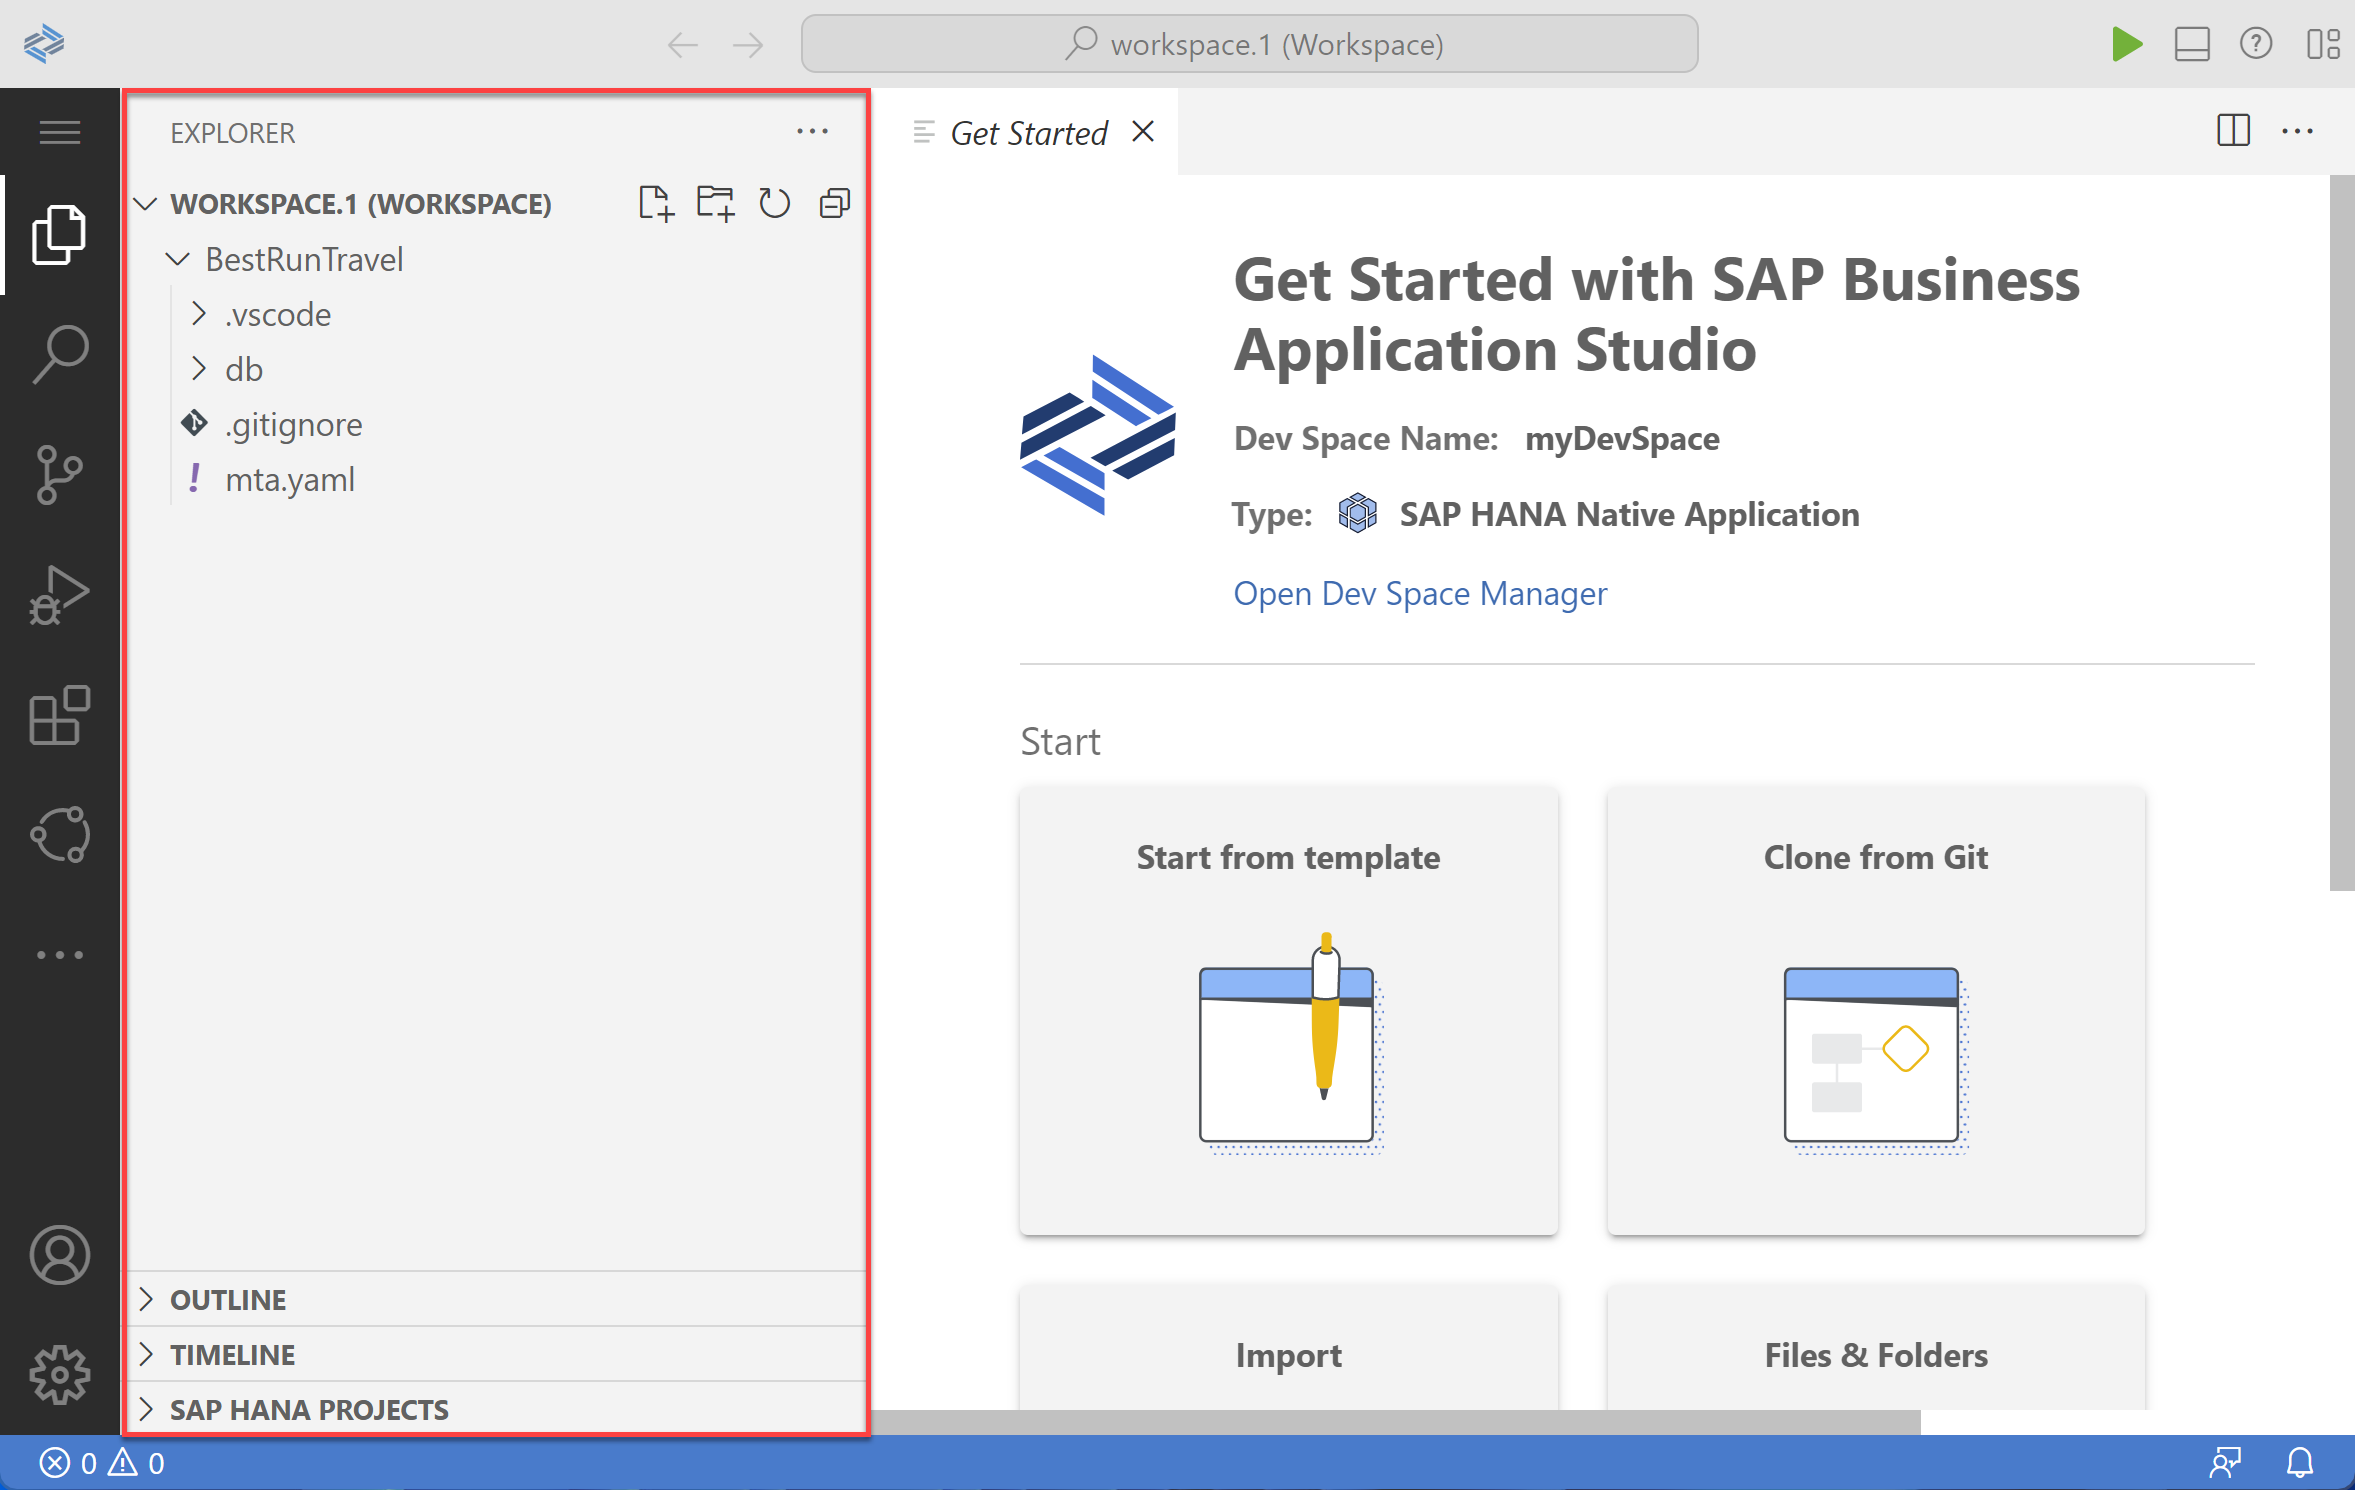 workspace.1 (Workspace)
EXPLORER
WORKSPACE.1 (WORKSPACE)
BestRunTravel
.vscode
db
.gitignore
mta.yaml
OUTLINE
TIMELINE
SAP HANA PROJECTS
Get Started
Get Started with SAP Business
Application Studio
Dev Space Name: myDevSpace
Type: SAP HANA Native Application
Open Dev Space Manager
Start
Start from template
Clone from Git
Import
Files & Folders
0 0